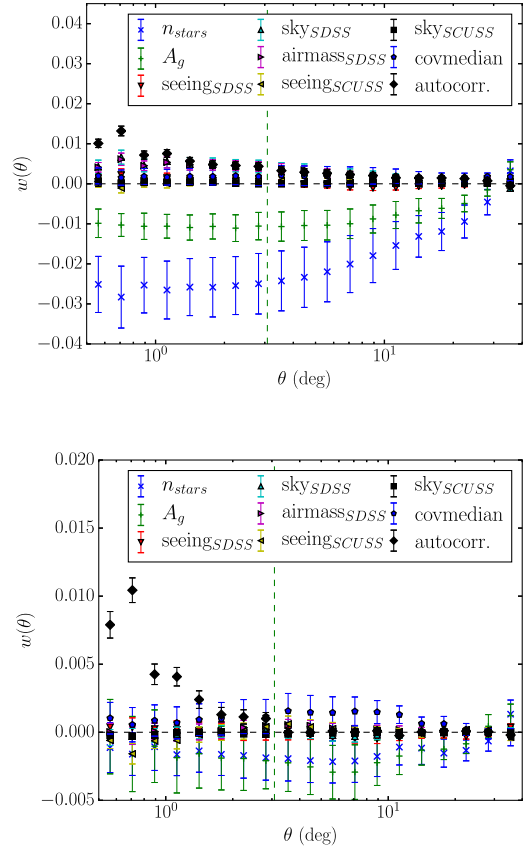 0.04
0.03
0.02
0.01
0.00
−0.01
−0.02
−0.03
−0.04
w(θ)
n_stars
A_g
seeing_SDSS
sky_SDSS
airmass_SDSS
seeing_SCUSS
sky_SCUSS
covmedian
autocorr.
10^0
10^1
θ (deg)
0.020
0.015
0.010
0.005
0.000
−0.005
w(θ)
n_stars
A_g
seeing_SDSS
sky_SDSS
airmass_SDSS
seeing_SCUSS
sky_SCUSS
covmedian
autocorr.
10^0
10^1
θ (deg)